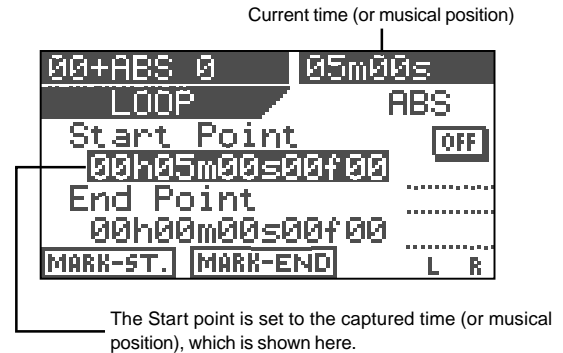 Current time (or musical position)
00+ABS 0 05m00s
LOOP ABS
Start Point
OFF
00h05m00s00f00
End Point
00h00m00s00f00
MARK-ST. MARK-END L R
The Start point is set to the captured time (or musical
position), which is shown here.